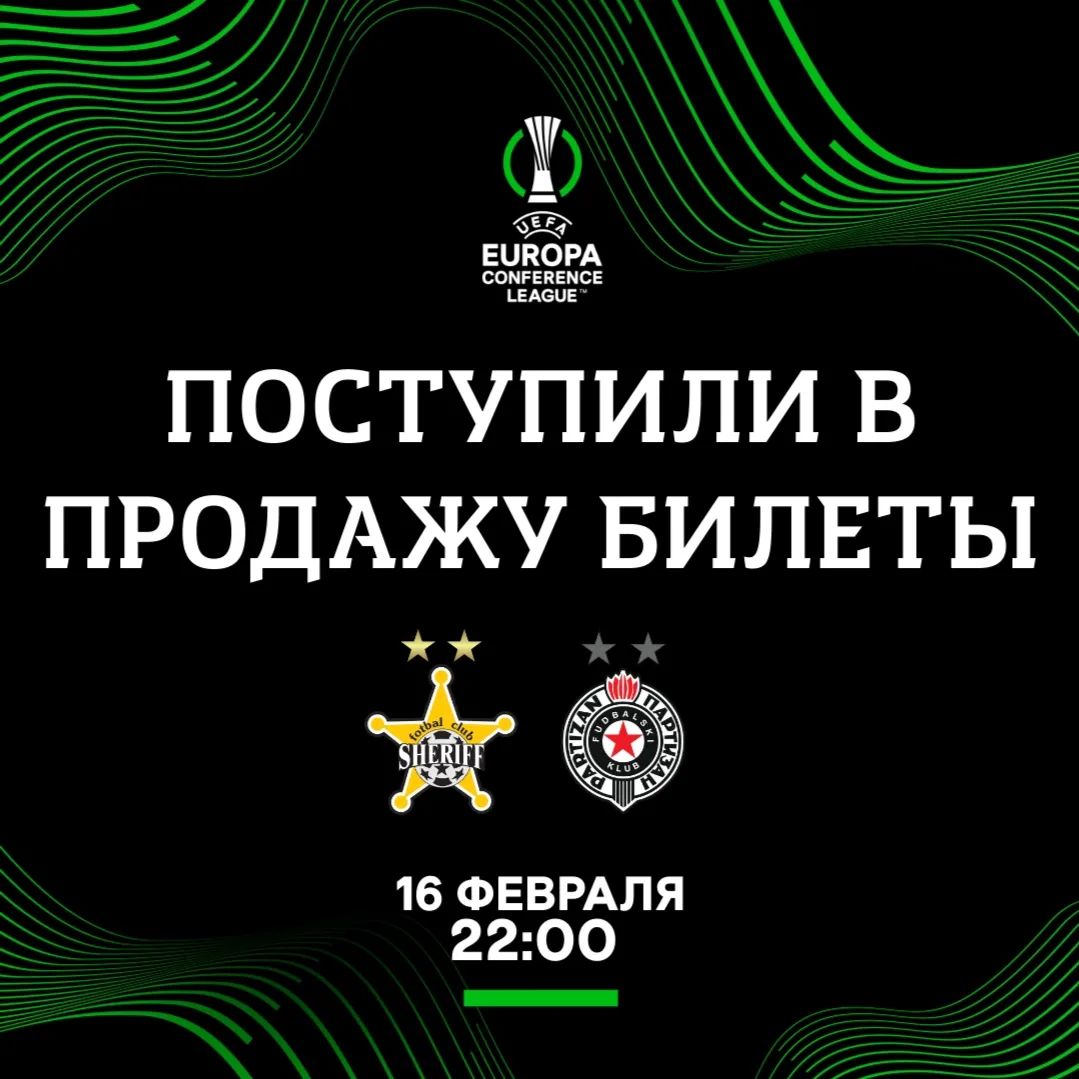 UEFA
EUROPA
CONFERENCE
LEAGUE™
ПОСТУПИЛИ В
ПРОДАЖУ БИЛЕТЫ
fotbal club
SHERIFF
PARTIZAN ПАРТИЗАН
FUDBALSKI
KLUB
16 ФЕВРАЛЯ
22:00